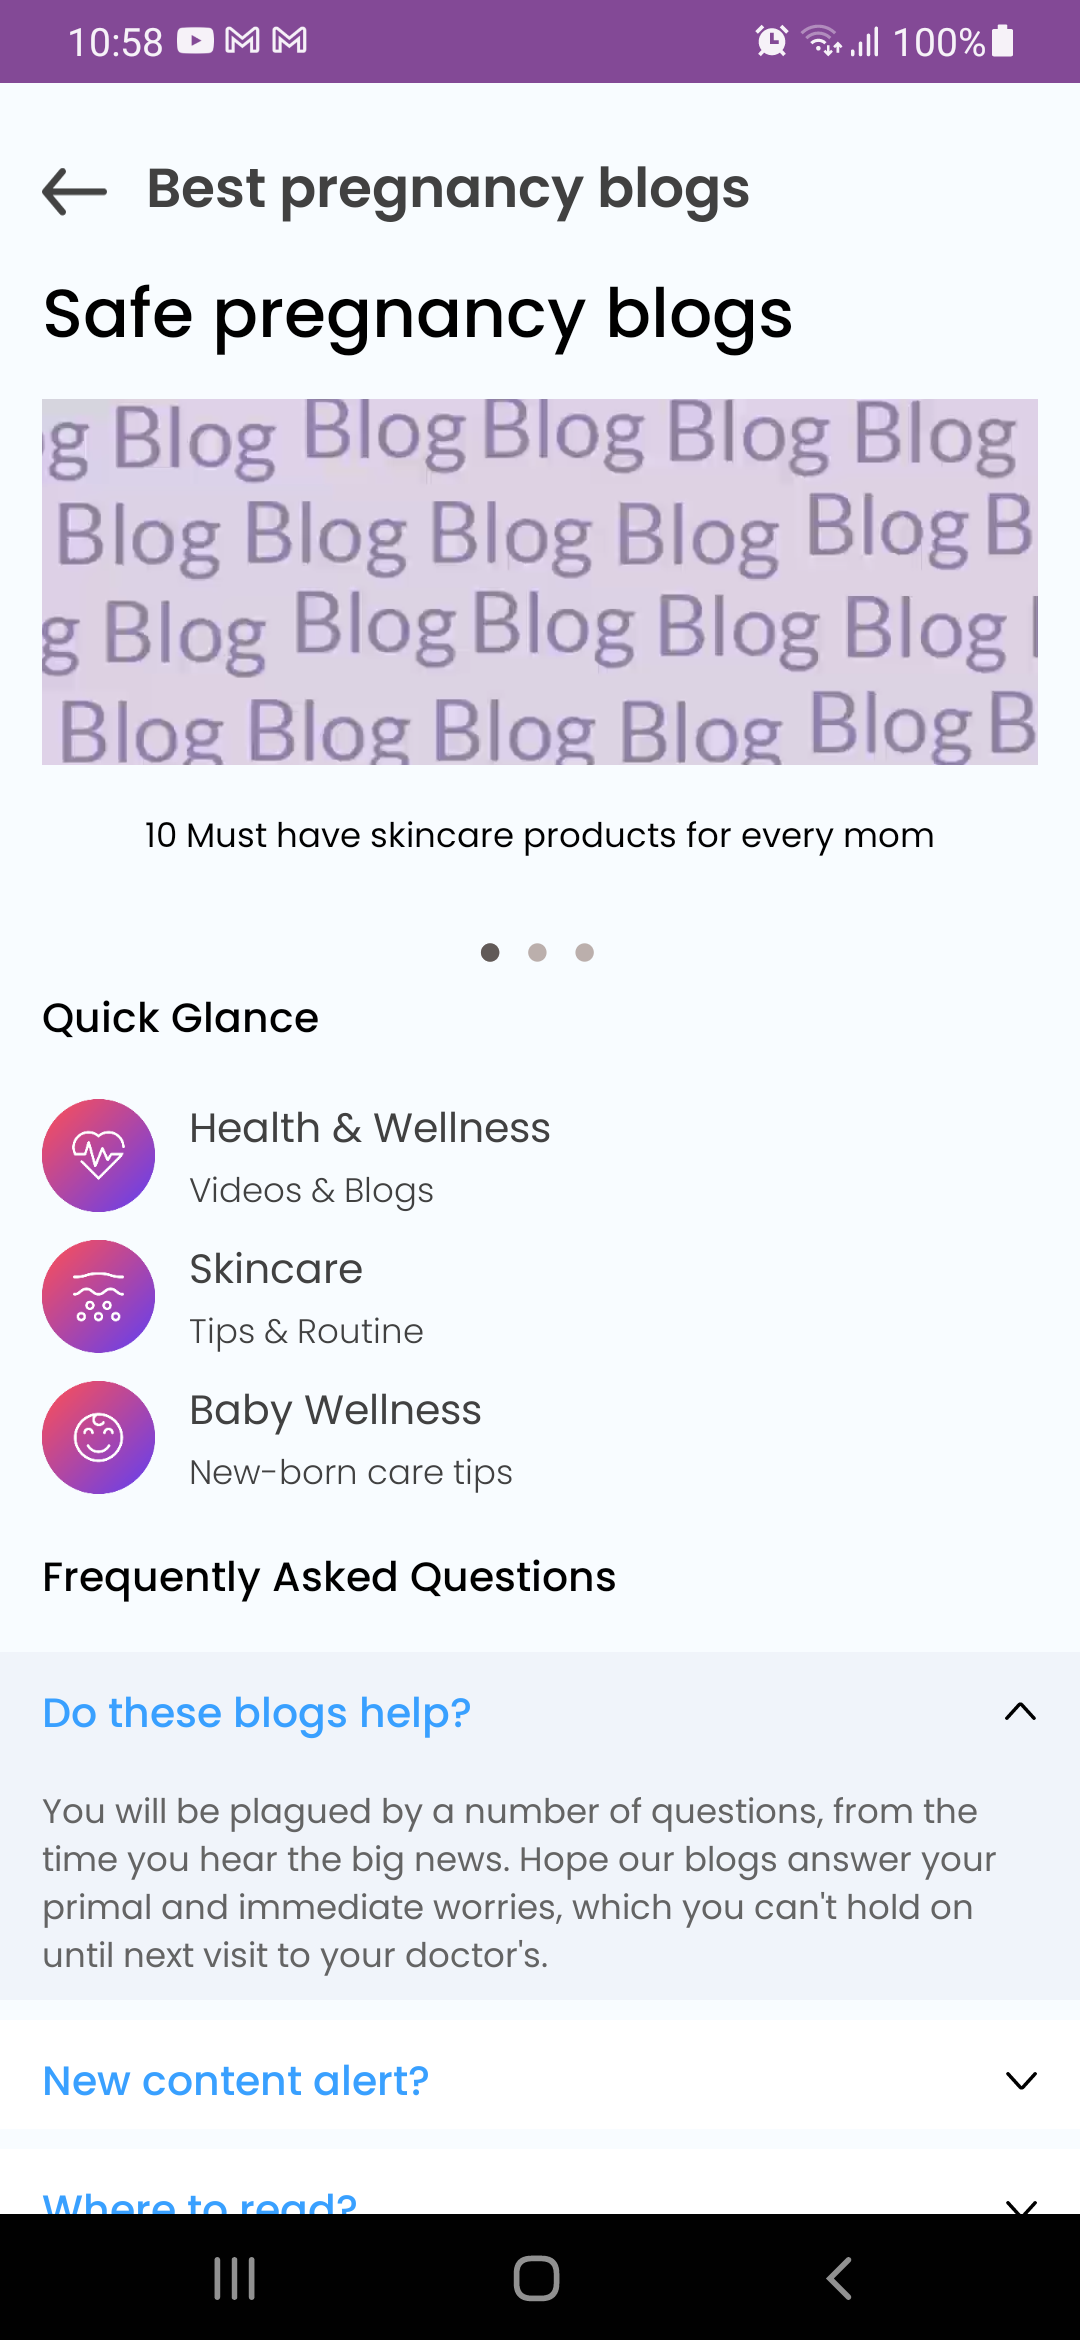 10:58 100%
Best pregnancy blogs
Safe pregnancy blogs
g Blog Blog Blog Blog Blog
Blog Blog Blog Blog Blog B
g Blog Blog Blog Blog Blog
Blog Blog Blog Blog Blog B
10 Must have skincare products for every mom
Quick Glance
Health & Wellness
Videos & Blogs
Skincare
Tips & Routine
Baby Wellness
New-born care tips
Frequently Asked Questions
Do these blogs help?
You will be plagued by a number of questions, from the
time you hear the big news. Hope our blogs answer your
primal and immediate worries, which you can't hold on
until next visit to your doctor's.
New content alert?
Where to read?